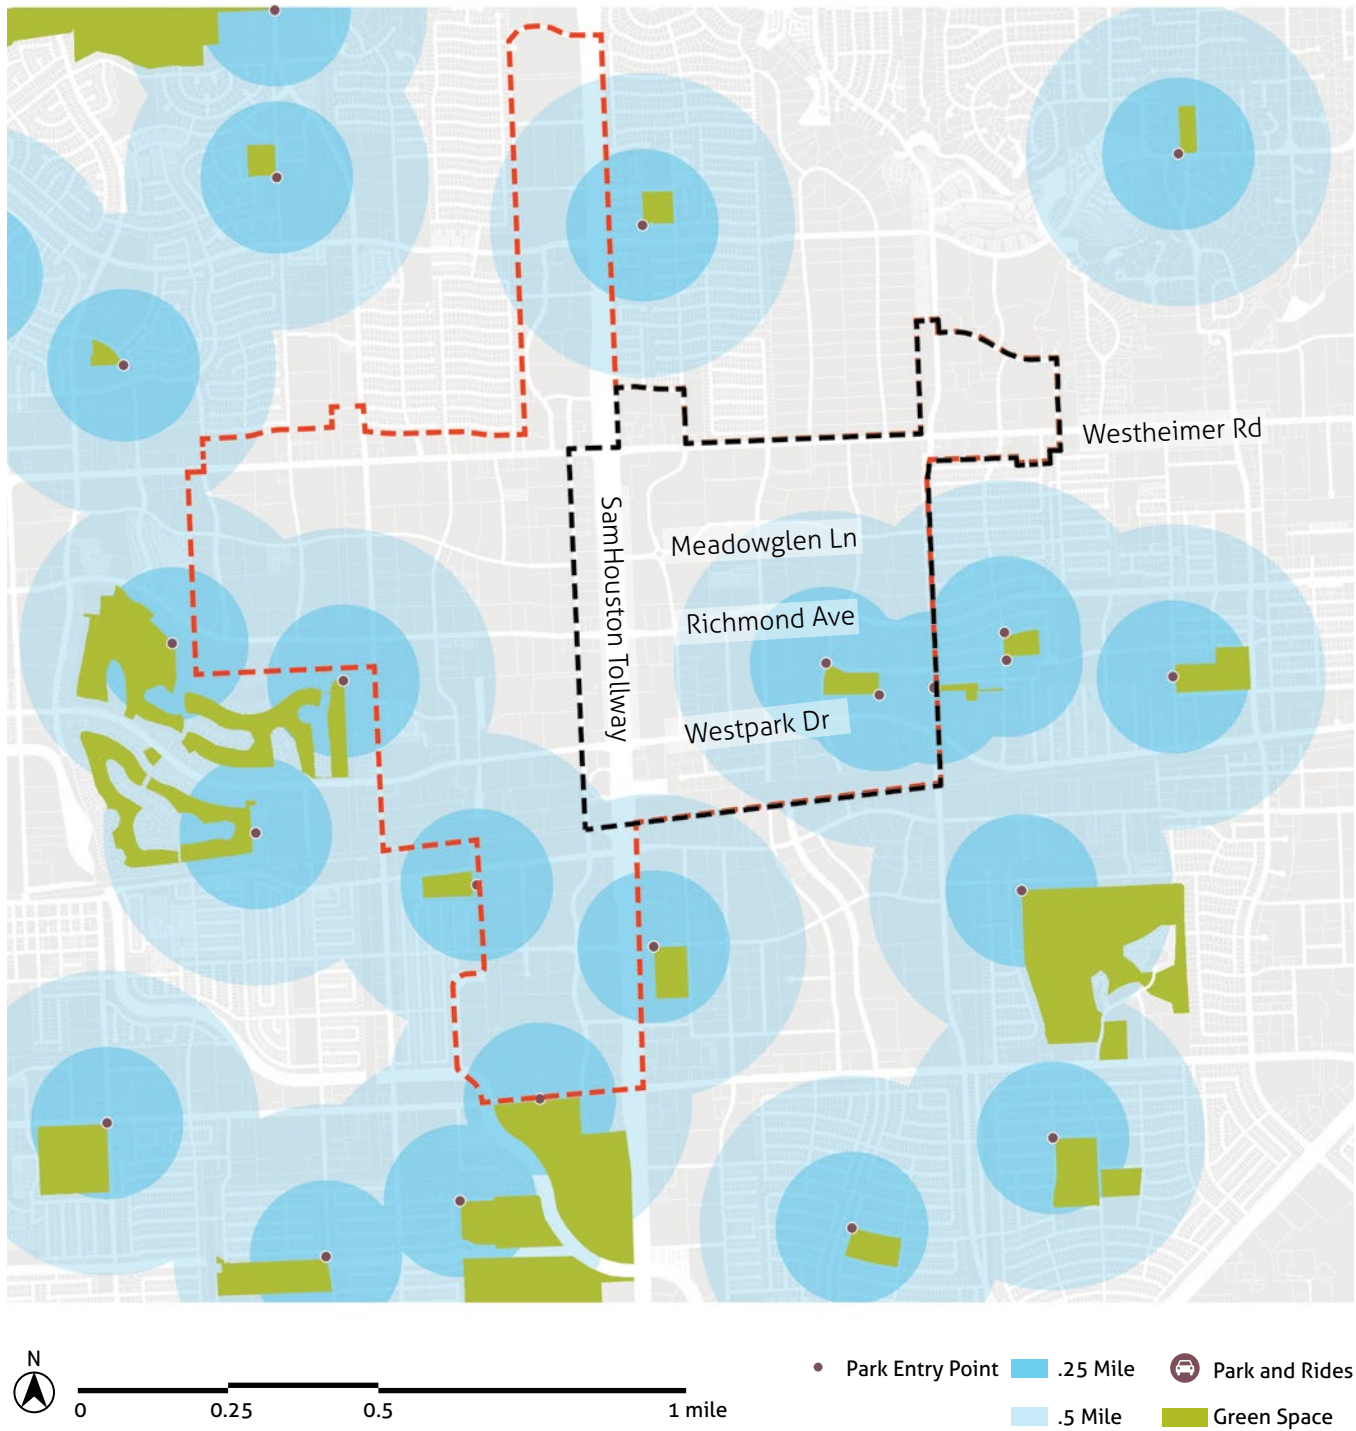 Westheimer Rd
SamHouston Tollway
Meadowglen Ln
Richmond Ave
Westpark Dr
N
0
0.25
0.5
1 mile
Park Entry Point
.25 Mile
Park and Rides
.5 Mile
Green Space